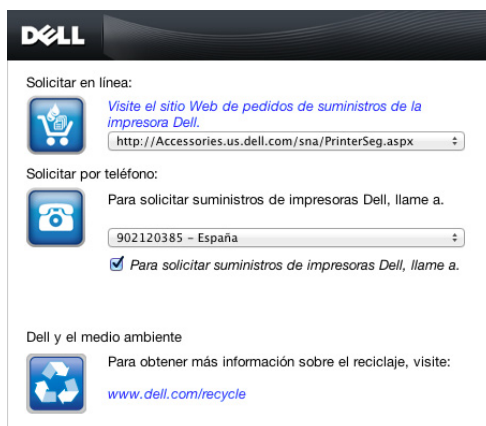 DELL
Solicitar en línea:
Visite el sitio Web de pedidos de suministros de la
impresora Dell.
http://Accessories.us.dell.com/sna/PrinterSeg.aspx
Solicitar por teléfono:
Para solicitar suministros de impresoras Dell, llame a.
902120385 – España
Para solicitar suministros de impresoras Dell, llame a.
Dell y el medio ambiente
Para obtener más información sobre el reciclaje, visite:
www.dell.com/recycle